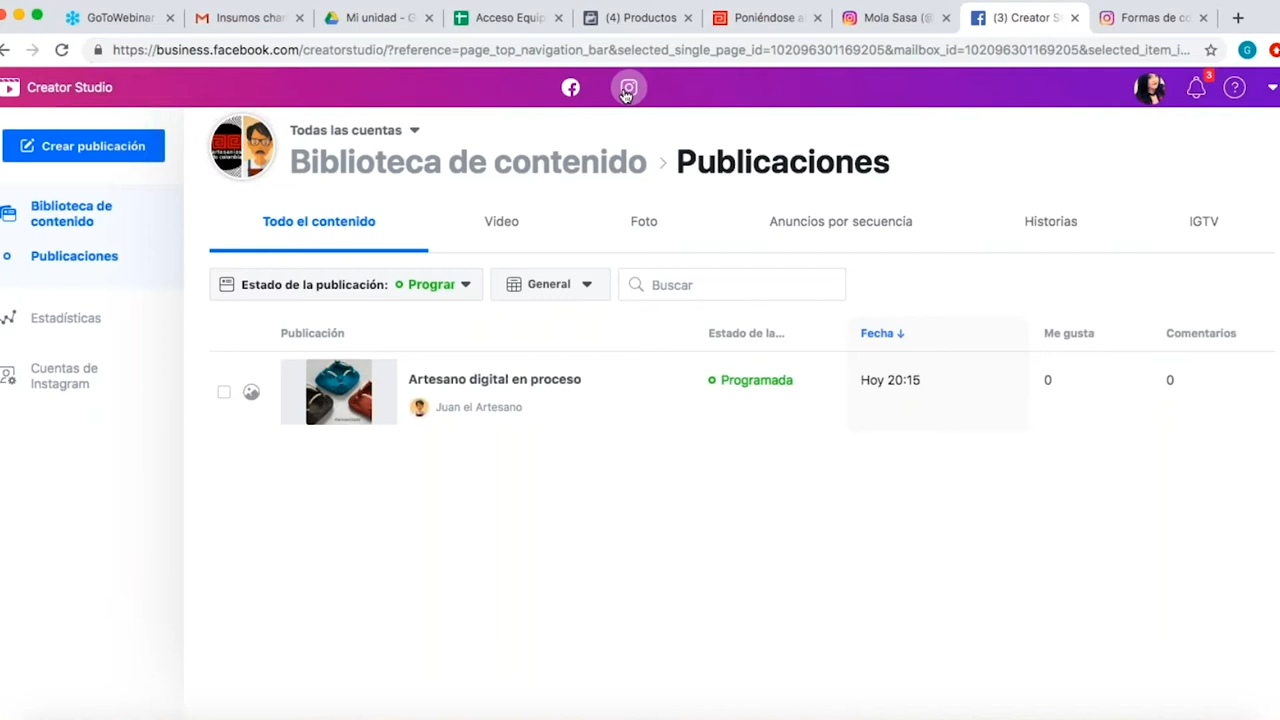 GoToWebinar
Insumos cha
Mi unidad - G
Acceso Equip
(4) Productos
Poniéndose a
Mola Sasa (@
(3) Creator S
Formas de co
https://business.facebook.com/creatorstudio/?reference=page_top_navigation_bar&selected_single_page_id=102096301169205&mailbox_id=102096301169205&selected_item_i...
G
Creator Studio
3
Crear publicación
Todas las cuentas
Biblioteca de contenido > Publicaciones
Biblioteca de
contenido
Publicaciones
Estadísticas
Cuentas de
Instagram
Todo el contenido
Video
Foto
Anuncios por secuencia
Historias
IGTV
Estado de la publicación: Prograr
General
Buscar
Publicación
Estado de la...
Fecha ↓
Me gusta
Comentarios
Artesano digital en proceso
Juan el Artesano
Programada
Hoy 20:15
0
0